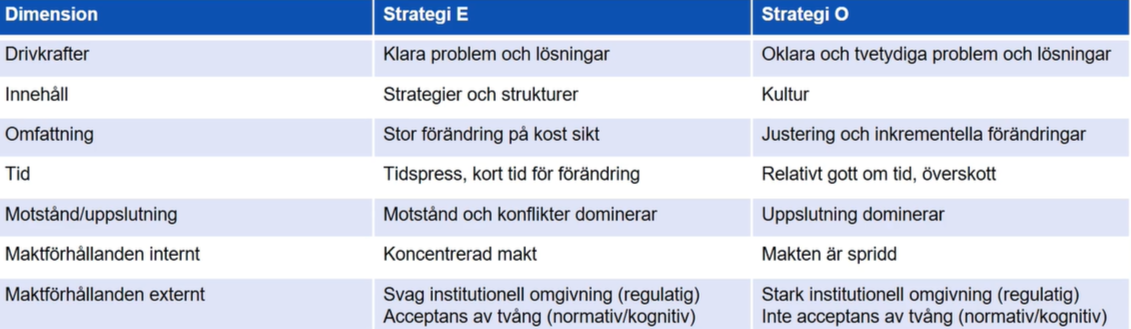 Dimension Strategi E Strategi O
Drivkrafter Klara problem och lösningar Oklara och tvetydiga problem och lösningar
Innehåll Strategier och strukturer Kultur
Omfattning Stor förändring på kost sikt Justering och inkrementella förändringar
Tid Tidspress, kort tid för förändring Relativt gott om tid, överskott
Motstånd/uppslutning Motstånd och konflikter dominerar Uppslutning dominerar
Maktförhållanden internt Koncentrerad makt Makten är spridd
Maktförhållanden externt Svag institutionell omgivning (regulatig) Stark institutionell omgivning (regulatig)
Acceptans av tvång (normativ/kognitiv) Inte acceptans av tvång (normativ/kognitiv)